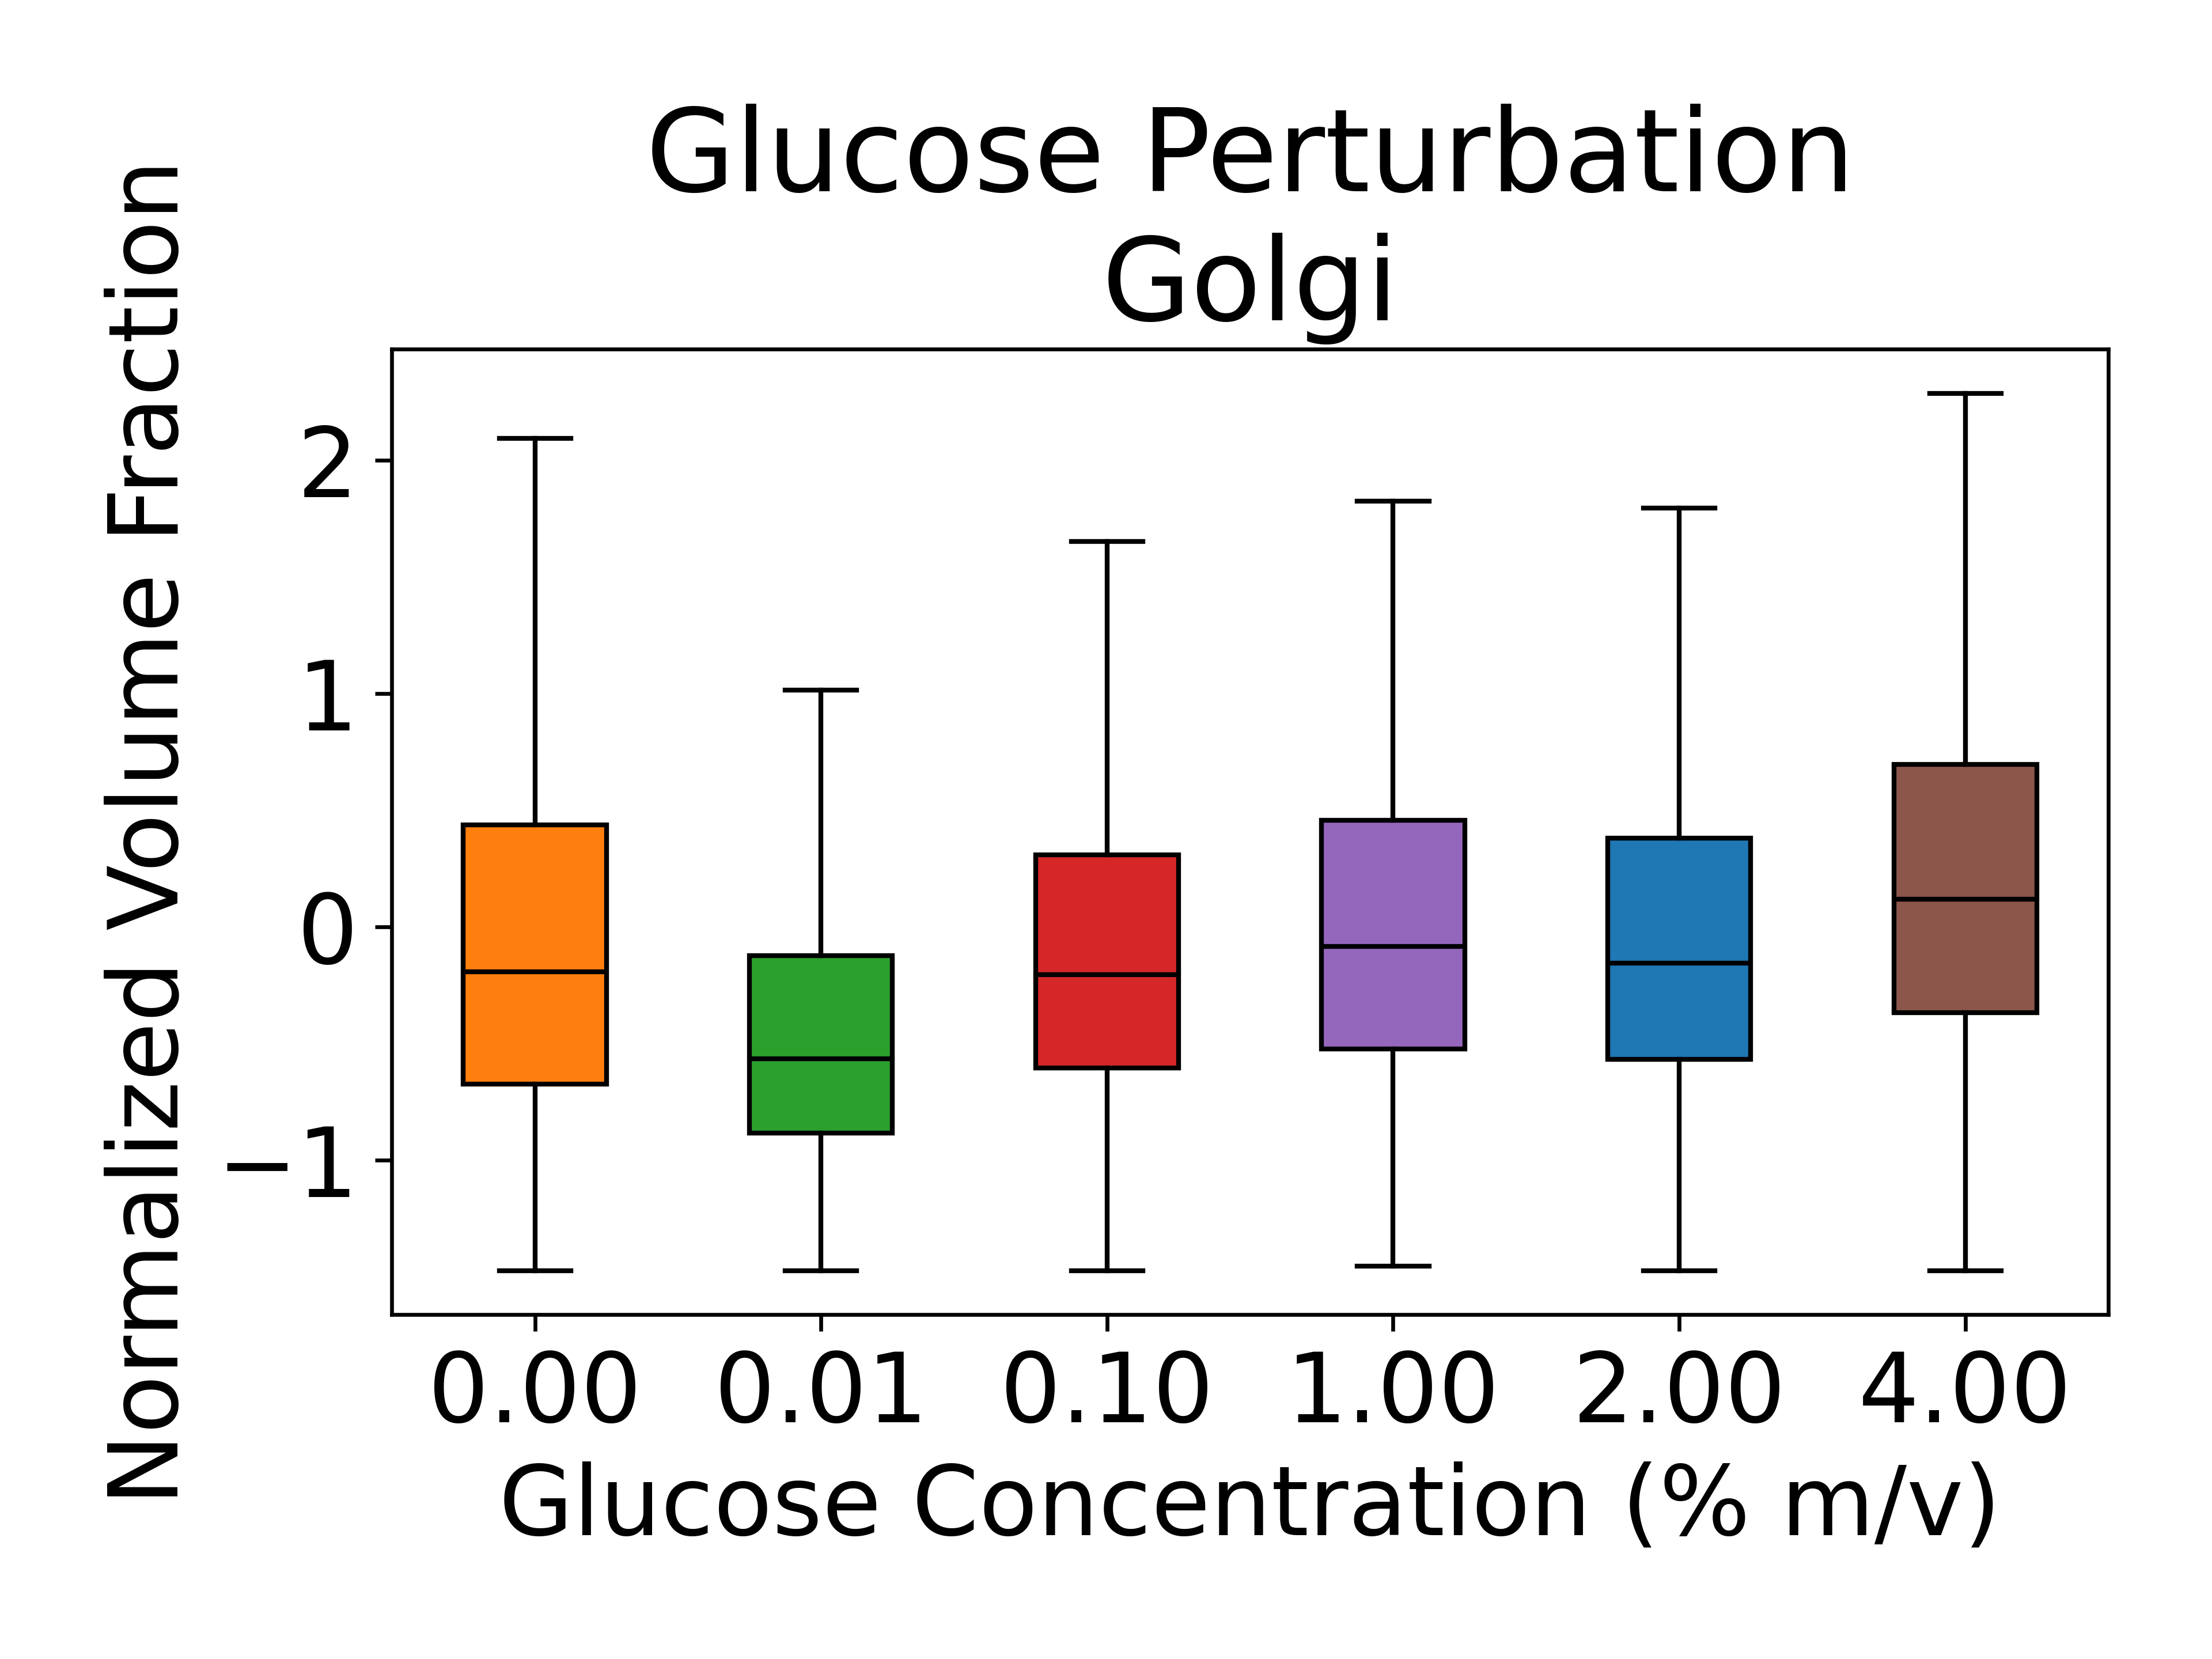 Glucose Perturbation
Golgi
Normalized Volume Fraction
2
1
0
−1
0.00 0.01 0.10 1.00 2.00 4.00
Glucose Concentration (% m/v)